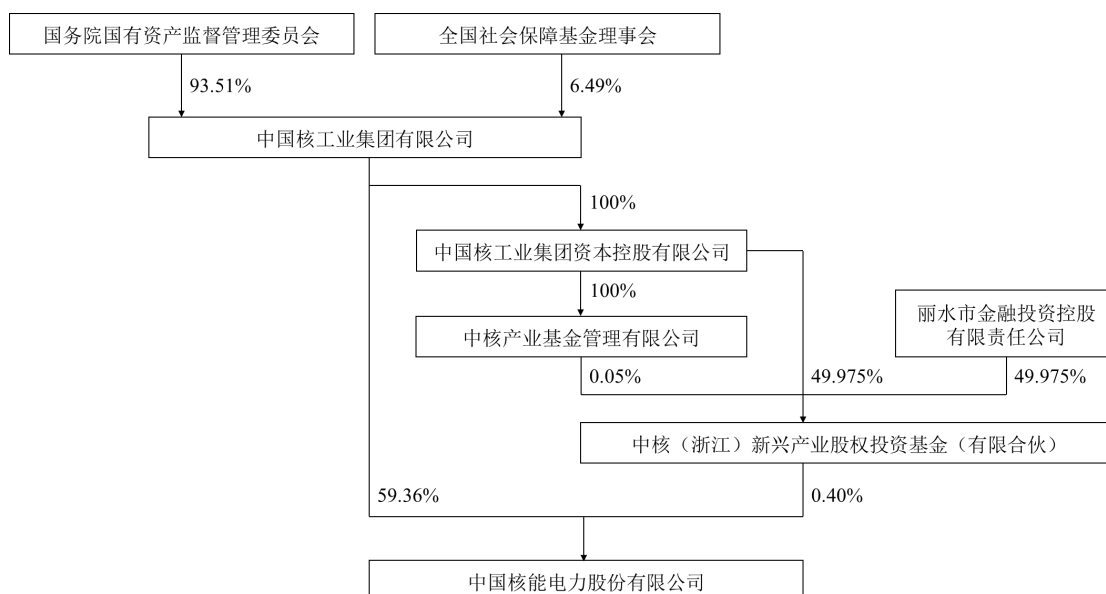 国务院国有资产监督管理委员会
全国社会保障基金理事会
93.51%
6.49%
中国核工业集团有限公司
100%
中国核工业集团资本控股有限公司
100%
丽水市金融投资控股
有限责任公司
中核产业基金管理有限公司
0.05%
49.975%
49.975%
中核（浙江）新兴产业股权投资基金（有限合伙）
59.36%
0.40%
中国核能电力股份有限公司